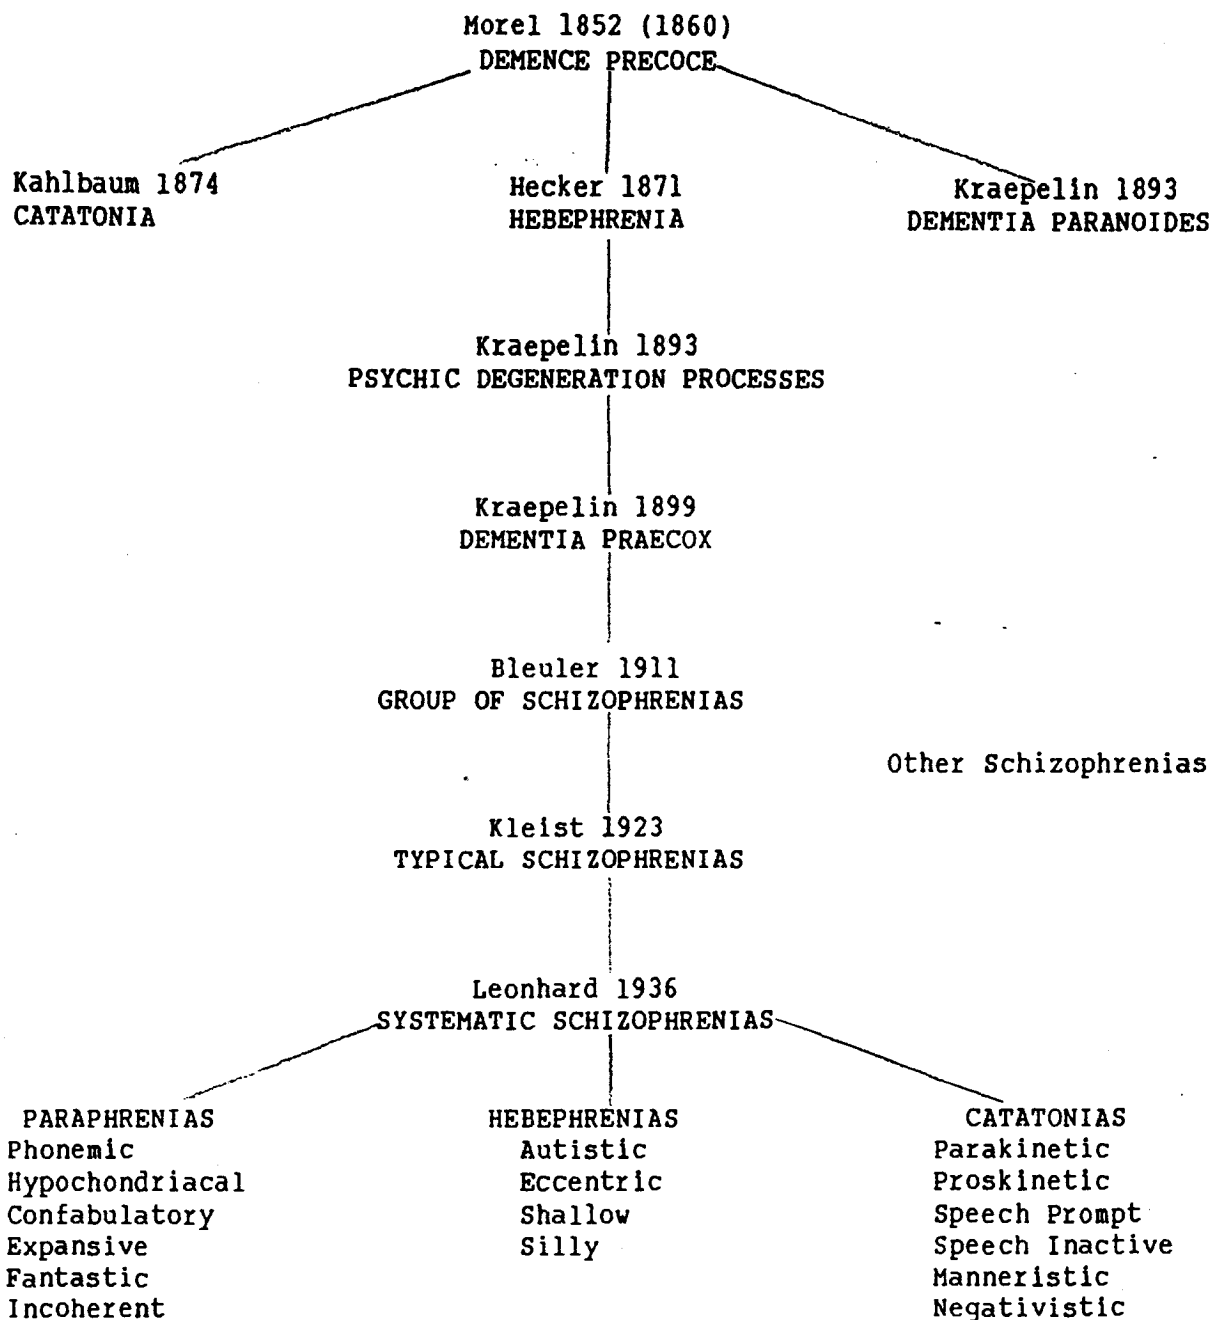 Morel 1852 (1860)
DEMENCE PRECOCE
Kahlbaum 1874
CATATONIA
Hecker 1871
HEBEPHRENIA
Kraepelin 1893
DEMENTIA PARANOIDES
Kraepelin 1893
PSYCHIC DEGENERATION PROCESSES
Kraepelin 1899
DEMENTIA PRAECOX
Bleuler 1911
GROUP OF SCHIZOPHRENIAS
Other Schizophrenias
Kleist 1923
TYPICAL SCHIZOPHRENIAS
Leonhard 1936
SYSTEMATIC SCHIZOPHRENIAS
PARAPHRENIAS
Phonemic
Hypochondriacal
Confabulatory
Expansive
Fantastic
Incoherent
HEBEPHRENIAS
Autistic
Eccentric
Shallow
Silly
CATATONIAS
Parakinetic
Proskinetic
Speech Prompt
Speech Inactive
Manneristic
Negativistic